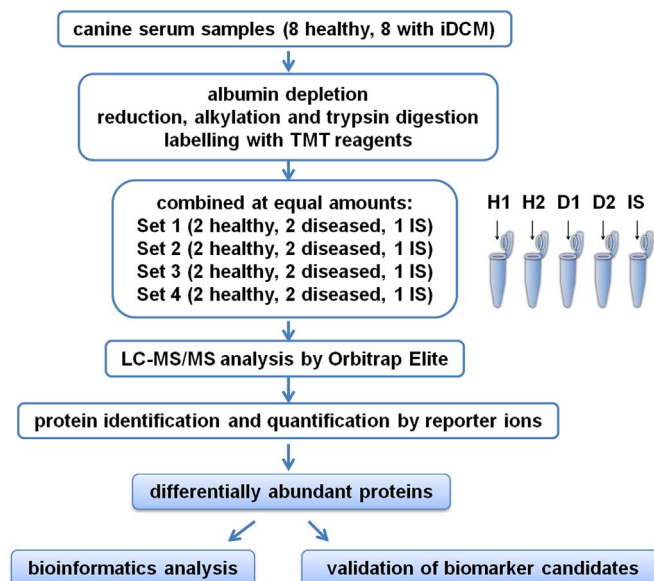 canine serum samples (8 healthy, 8 with iDCM)
albumin depletion
reduction, alkylation and trypsin digestion
labelling with TMT reagents
combined at equal amounts:
Set 1 (2 healthy, 2 diseased, 1 IS)
Set 2 (2 healthy, 2 diseased, 1 IS)
Set 3 (2 healthy, 2 diseased, 1 IS)
Set 4 (2 healthy, 2 diseased, 1 IS)
H1 H2 D1 D2 IS
LC-MS/MS analysis by Orbitrap Elite
protein identification and quantification by reporter ions
differentially abundant proteins
bioinformatics analysis
validation of biomarker candidates